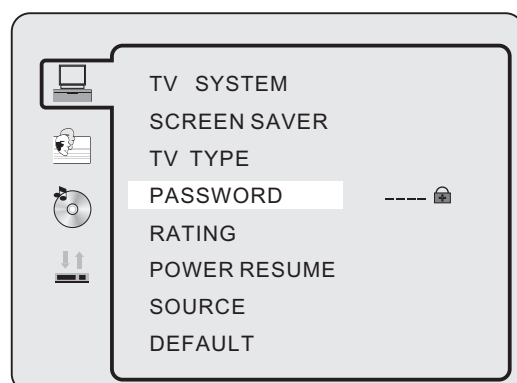 TV SYSTEM
SCREEN SAVER
TV TYPE
PASSWORD ----
RATING
POWER RESUME
SOURCE
DEFAULT